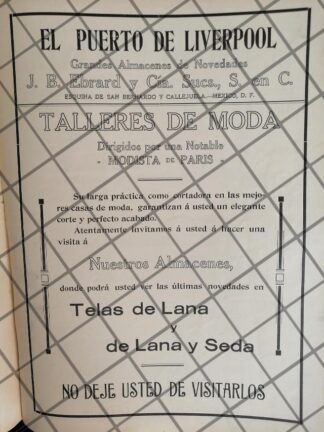 EL PUERTO DE LIVERPOOL
Grandes Almacenes de Novedades
J. B. Ebrard y Cía. Sucs., S. en C.
ESQUINA DE SAN BERNARDO Y CALLEJUELA.-MEXICO, D. F.
TALLERES DE MODA
Dirigidos por una Notable
- MODISTA DE PARIS
Su larga práctica como cortadora en las mejo-
res casas de moda, garantizan á usted un elegante
corte y perfecto acabado.
Atentamente invitamos á usted á hacer una
visita á
Nuestros Almacenes,
donde podrá usted ver las últimas novedades en
Telas de Lana
y
de Lana y Seda
NO DEJE USTED DE VISITARLOS